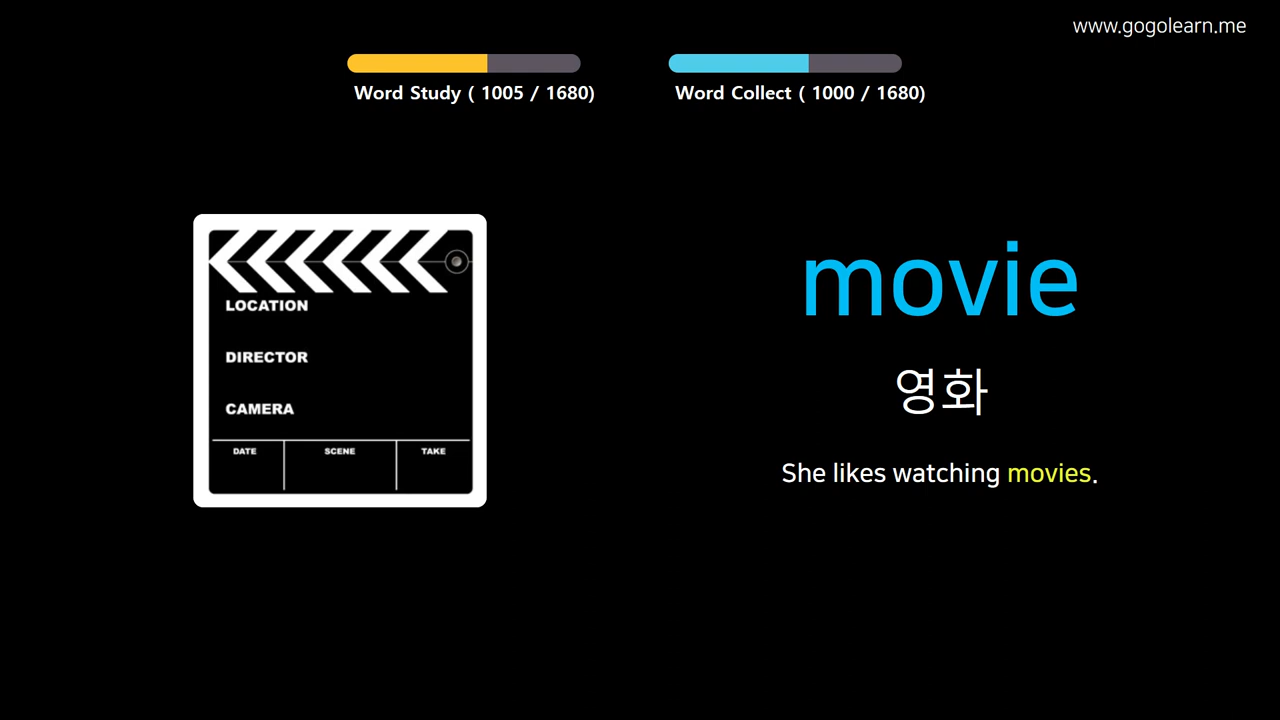 www.gogolearn.me
Word Study ( 1005 / 1680)
Word Collect ( 1000 / 1680)
LOCATION
DIRECTOR
CAMERA
DATE
SCENE
TAKE
movie
영화
She likes watching movies.